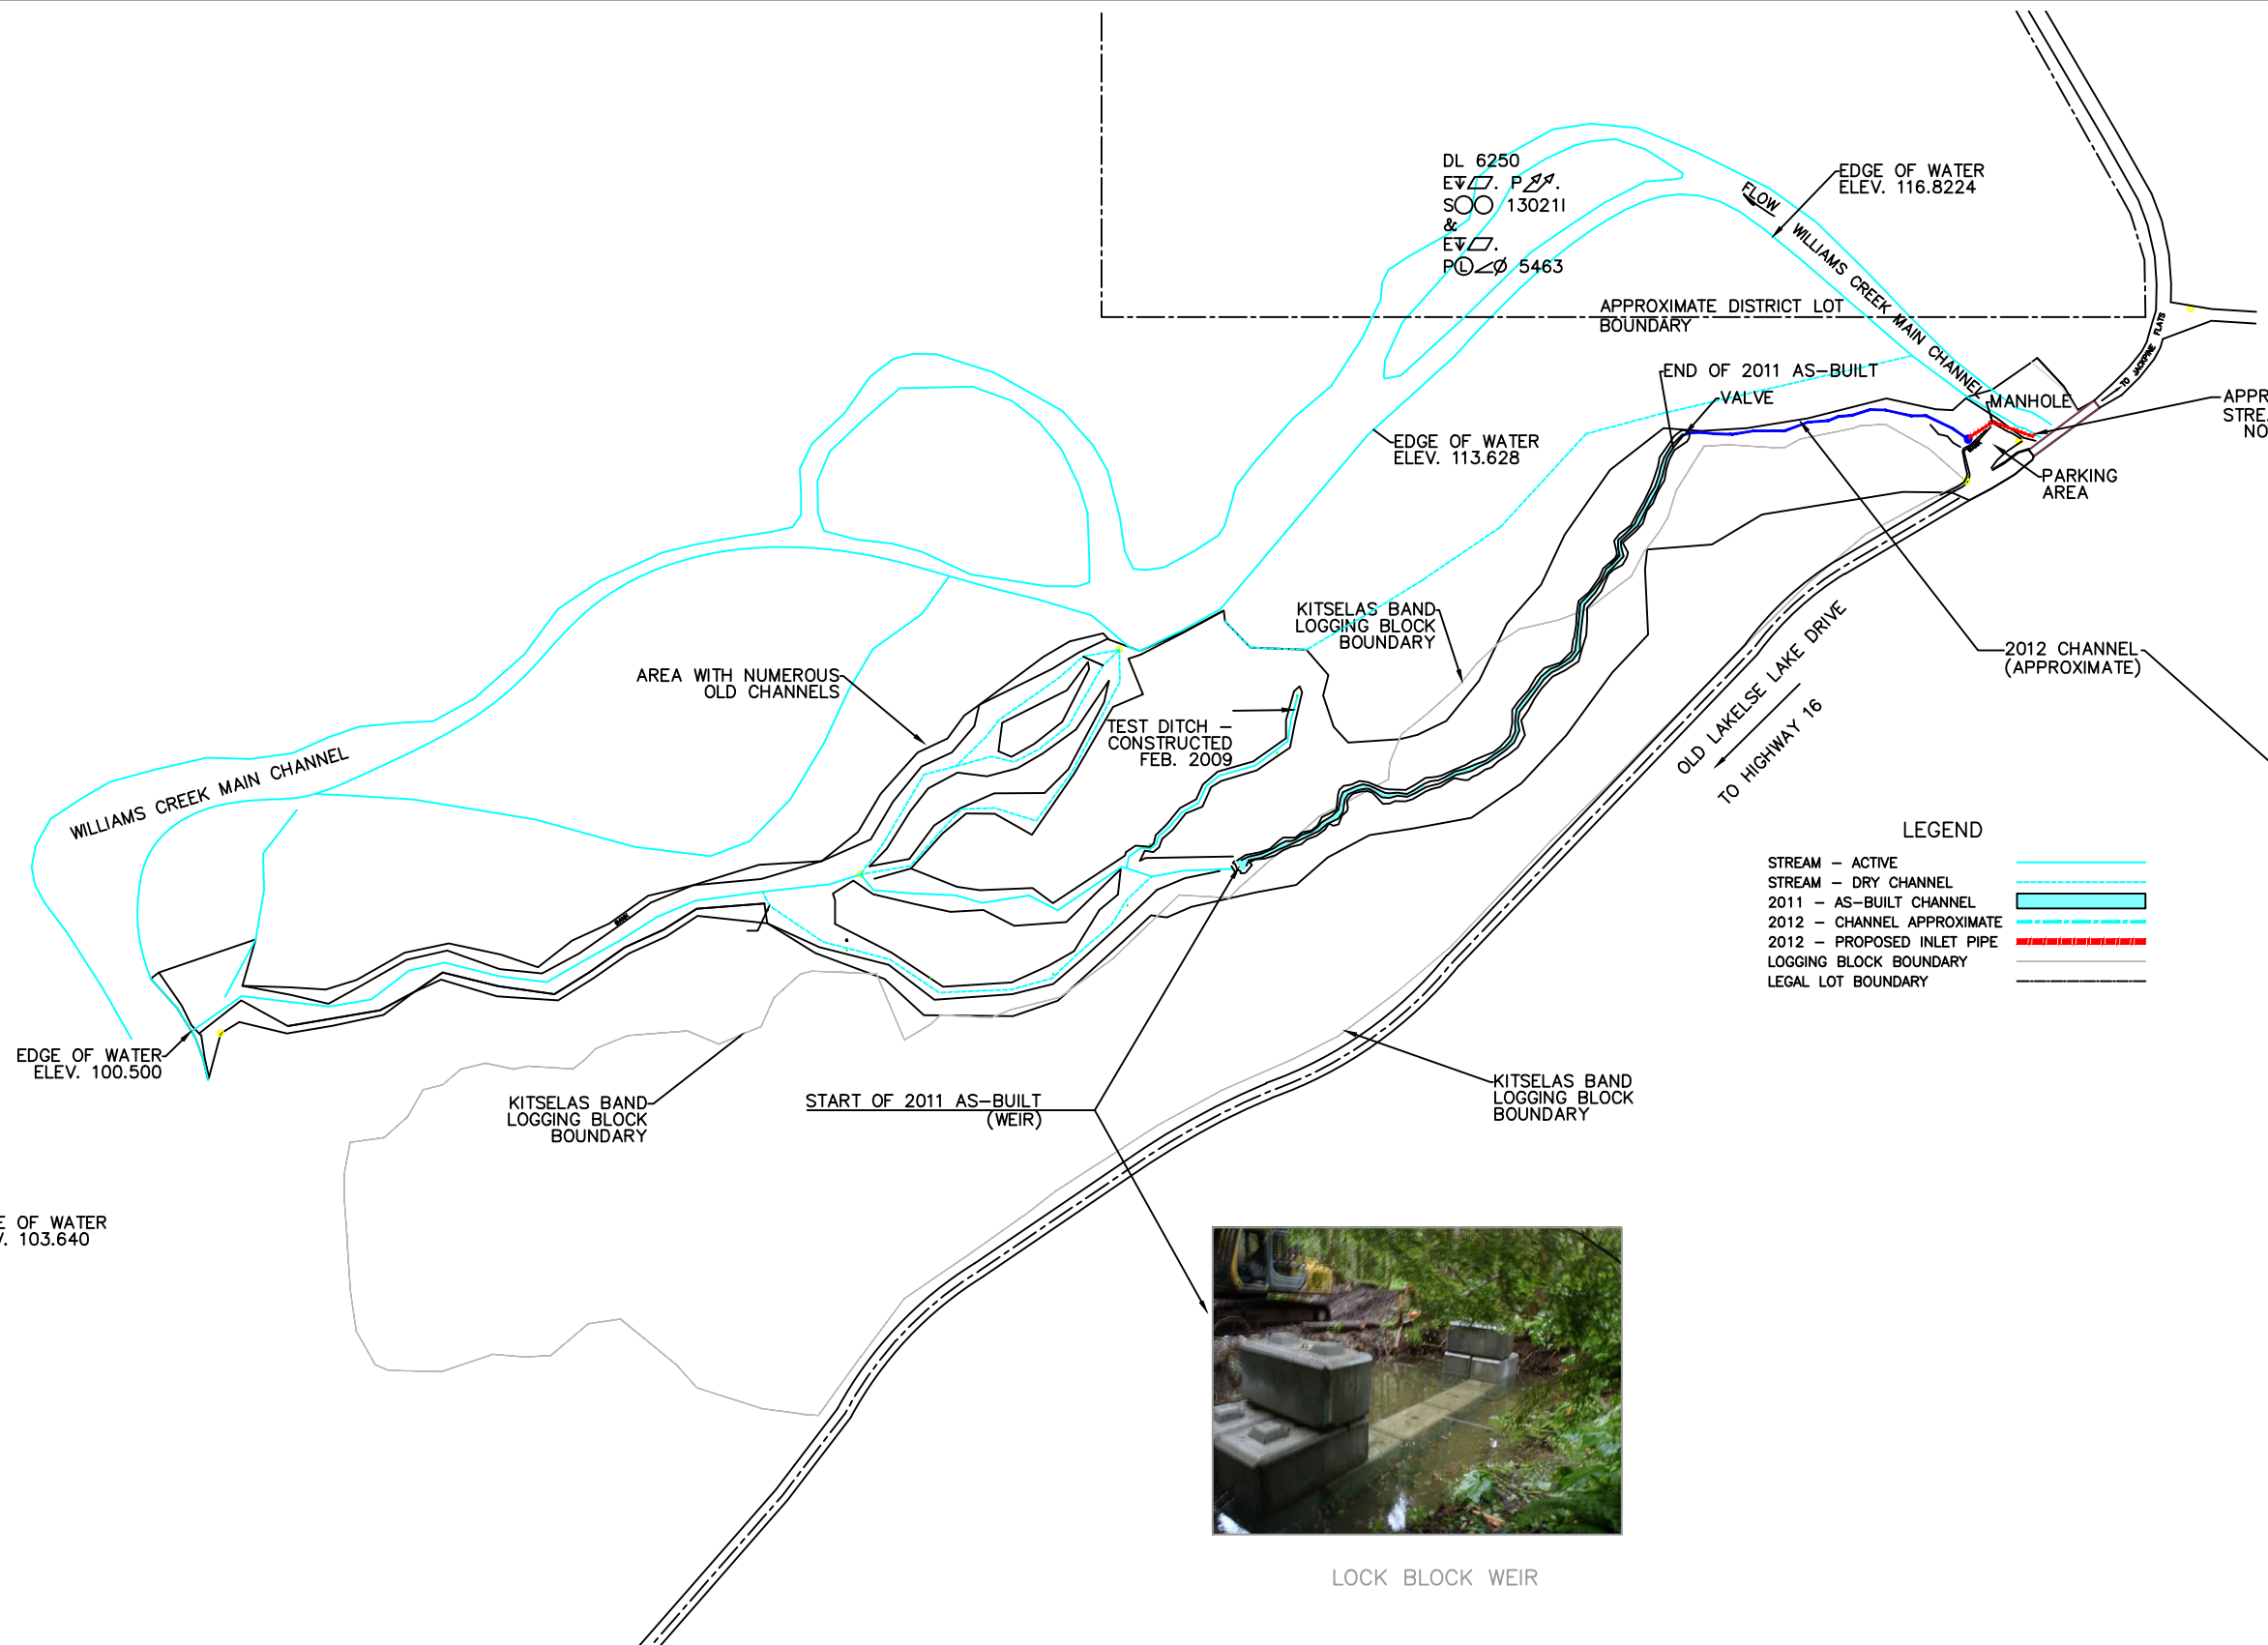 DL 6250
S 13021
&
P 5463
EDGE OF WATER
ELEV. 116.8224
FLOW
WILLIAMS CREEK MAIN CHANNEL
APPROXIMATE DISTRICT LOT
BOUNDARY
TO JACKPINE FLATS
END OF 2011 AS-BUILT
VALVE
MANHOLE
PARKING
AREA
EDGE OF WATER
ELEV. 113.628
KITSELAS BAND
LOGGING BLOCK
BOUNDARY
2012 CHANNEL
(APPROXIMATE)
OLD LAKELSE LAKE DRIVE
TO HIGHWAY 16
AREA WITH NUMEROUS
OLD CHANNELS
TEST DITCH –
CONSTRUCTED
FEB. 2009
WILLIAMS CREEK MAIN CHANNEL
LEGEND
STREAM – ACTIVE
STREAM – DRY CHANNEL
2011 – AS-BUILT CHANNEL
2012 – CHANNEL APPROXIMATE
2012 – PROPOSED INLET PIPE
LOGGING BLOCK BOUNDARY
LEGAL LOT BOUNDARY
EDGE OF WATER
ELEV. 100.500
KITSELAS BAND
LOGGING BLOCK
BOUNDARY
START OF 2011 AS-BUILT
(WEIR)
KITSELAS BAND
LOGGING BLOCK
BOUNDARY
OF WATER
103.640
LOCK BLOCK WEIR